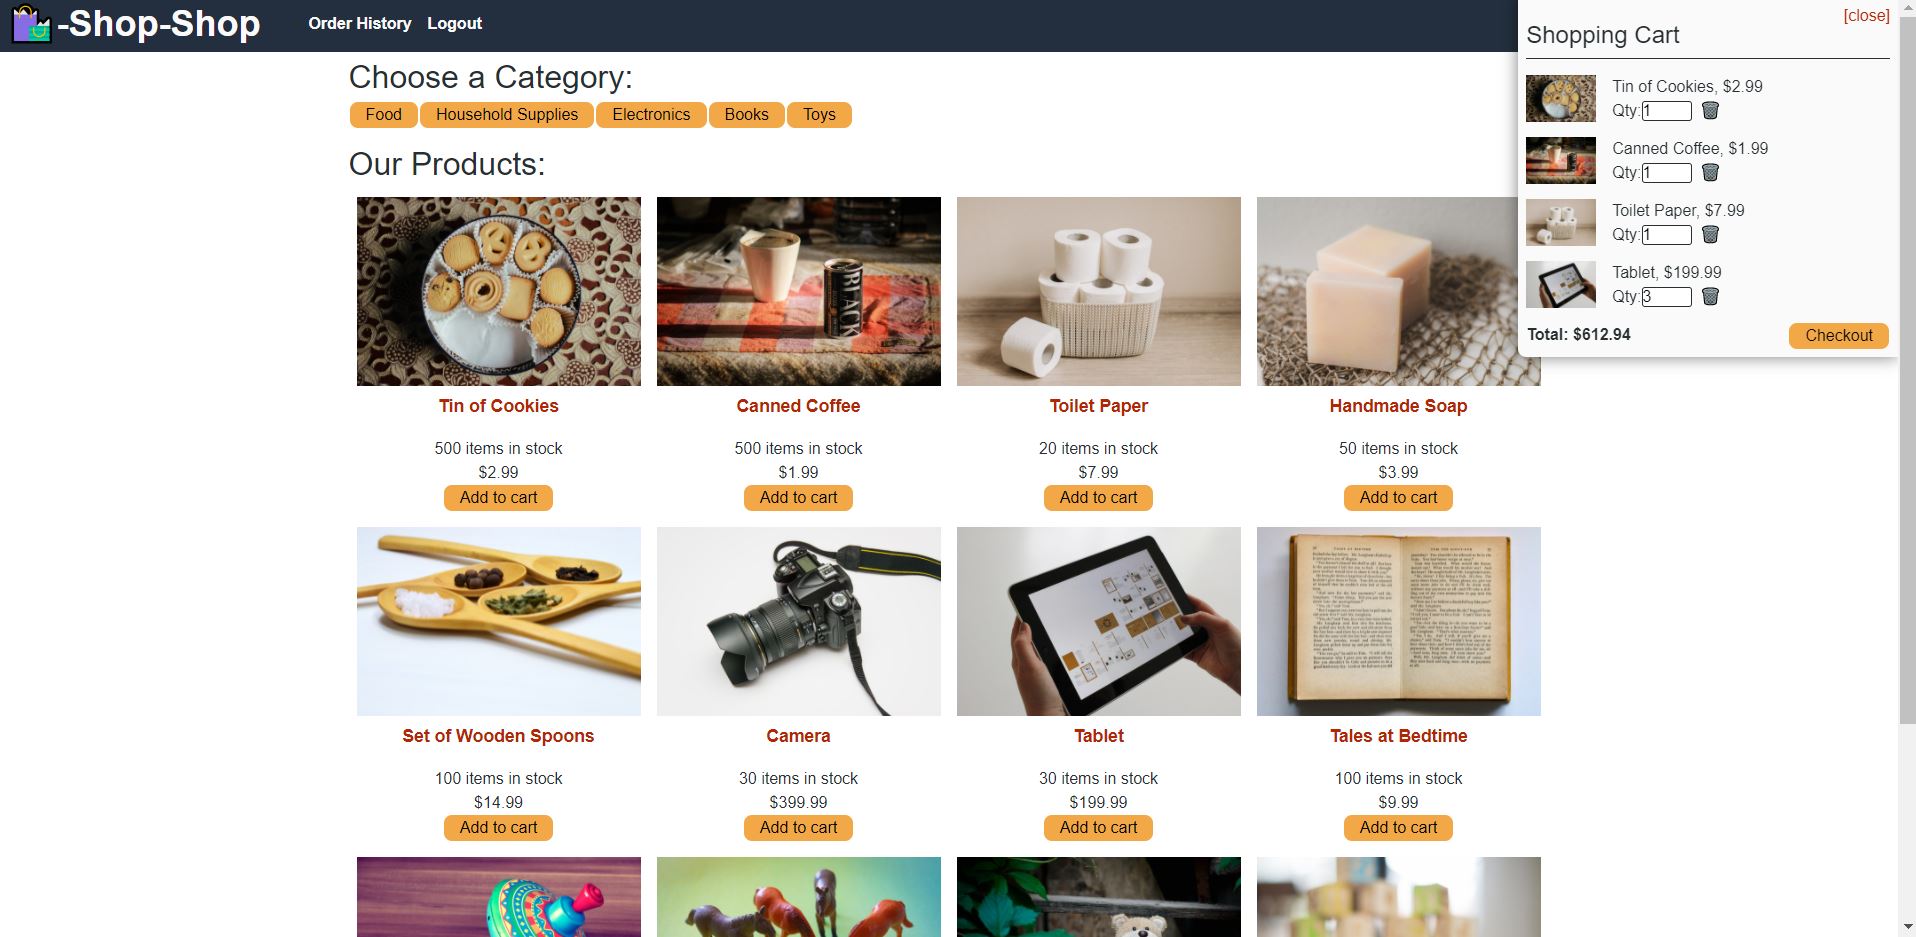 -Shop-Shop
Order History Logout
Choose a Category:
Food Household Supplies Electronics Books Toys
Our Products:
[close]
Shopping Cart
Tin of Cookies, $2.99
Qty:1
Canned Coffee, $1.99
Qty:1
Toilet Paper, $7.99
Qty:1
Tablet, $199.99
Qty:3
Total: $612.94 Checkout
BLACK
Tin of Cookies Canned Coffee Toilet Paper Handmade Soap
500 items in stock 500 items in stock 20 items in stock 50 items in stock
$2.99 $1.99 $7.99 $3.99
Add to cart Add to cart Add to cart Add to cart
Set of Wooden Spoons Camera Tablet Tales at Bedtime
100 items in stock 30 items in stock 30 items in stock 100 items in stock
$14.99 $399.99 $199.99 $9.99
Add to cart Add to cart Add to cart Add to cart